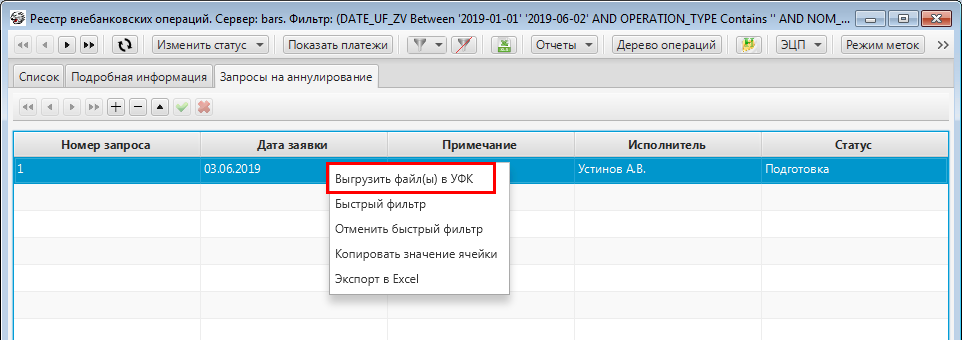 Реестр внебанковских операций. Сервер: bars. Фильтр: (DATE_UF_ZV Between '2019-01-01' '2019-06-02' AND OPERATION_TYPE Contains '' AND NOM_...
Изменить статус Показать платежи Отчеты Дерево операций ЭЦП Режим меток
Список Подробная информация Запросы на аннулирование
Номер запроса Дата заявки Примечание Исполнитель Статус
1 03.06.2019 Устинов А.В. Подготовка
Выгрузить файл(ы) в УФК
Быстрый фильтр
Отменить быстрый фильтр
Копировать значение ячейки
Экспорт в Excel